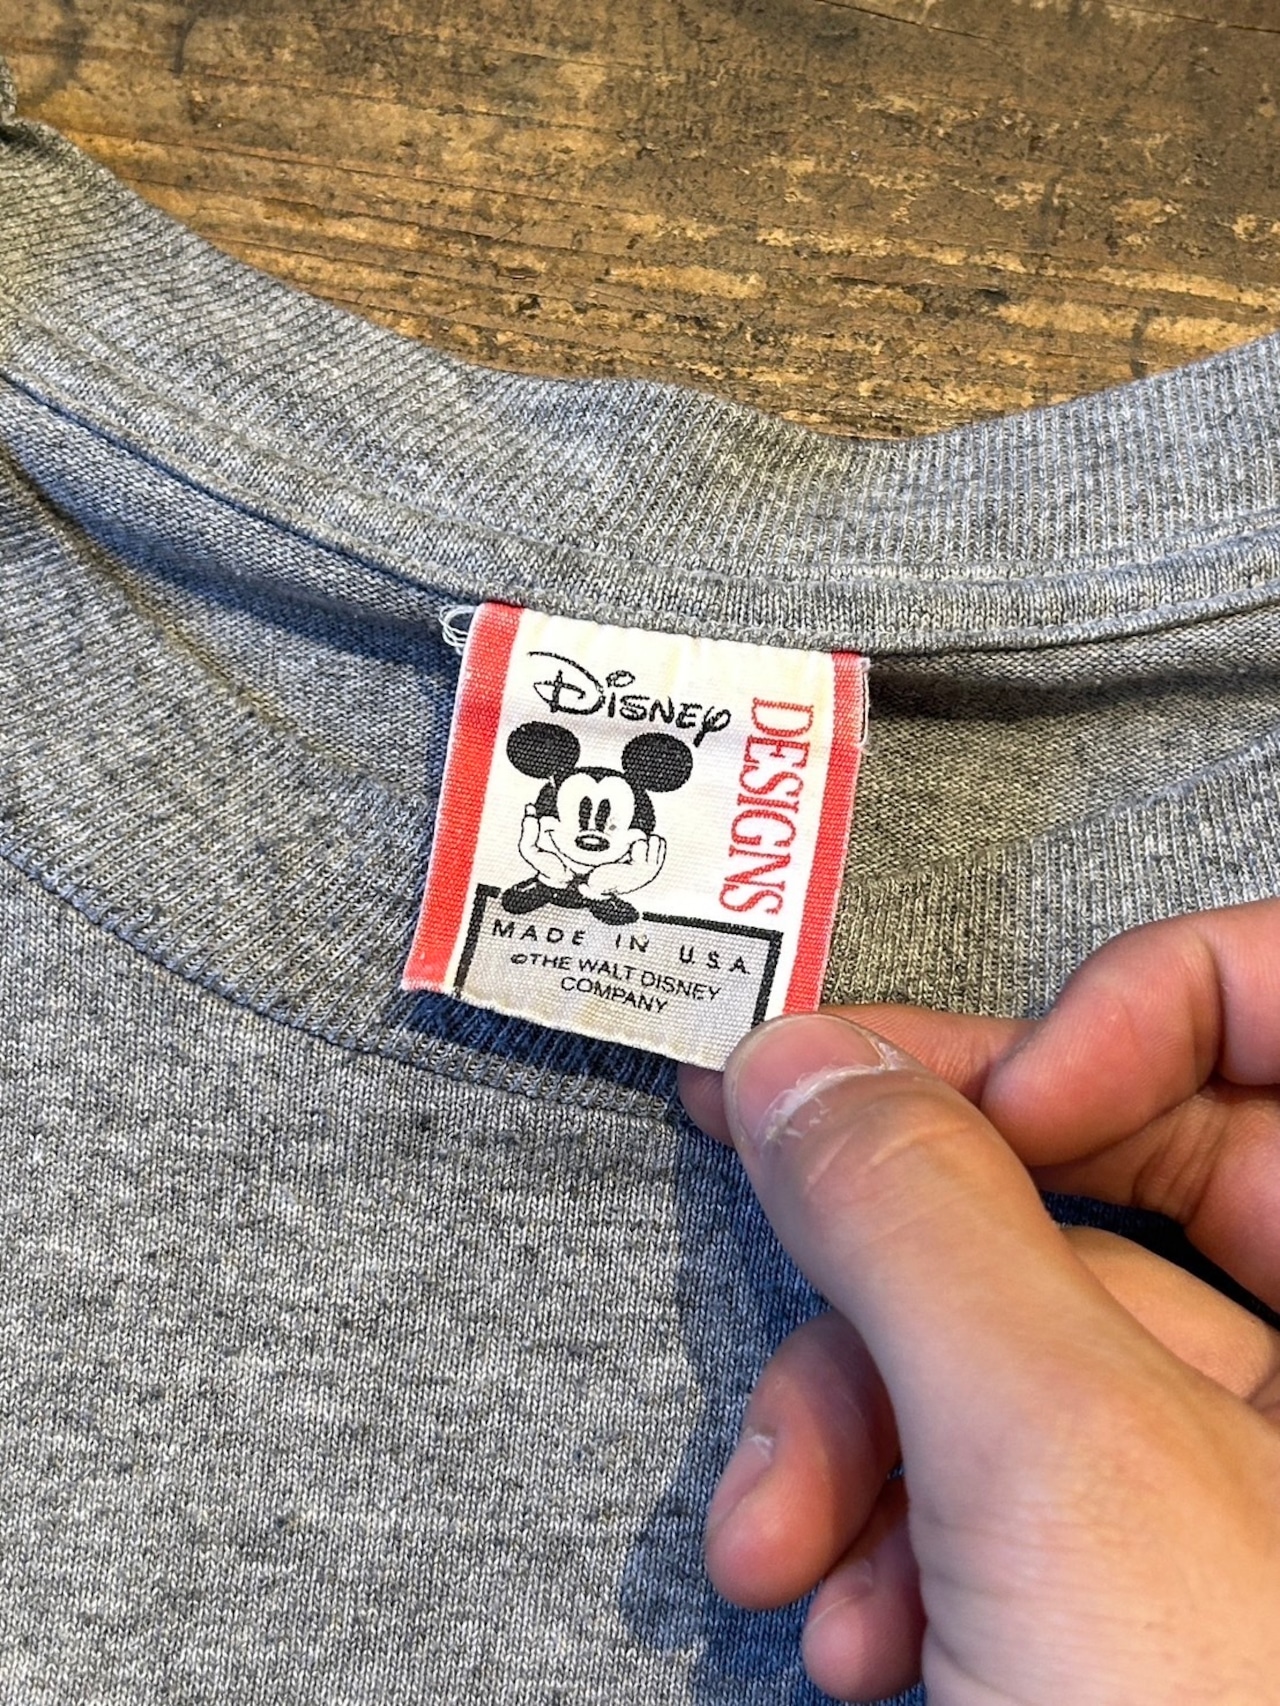 Disney
DESIGNS
MADE IN U.S.A.
©THE WALT DISNEY
COMPANY